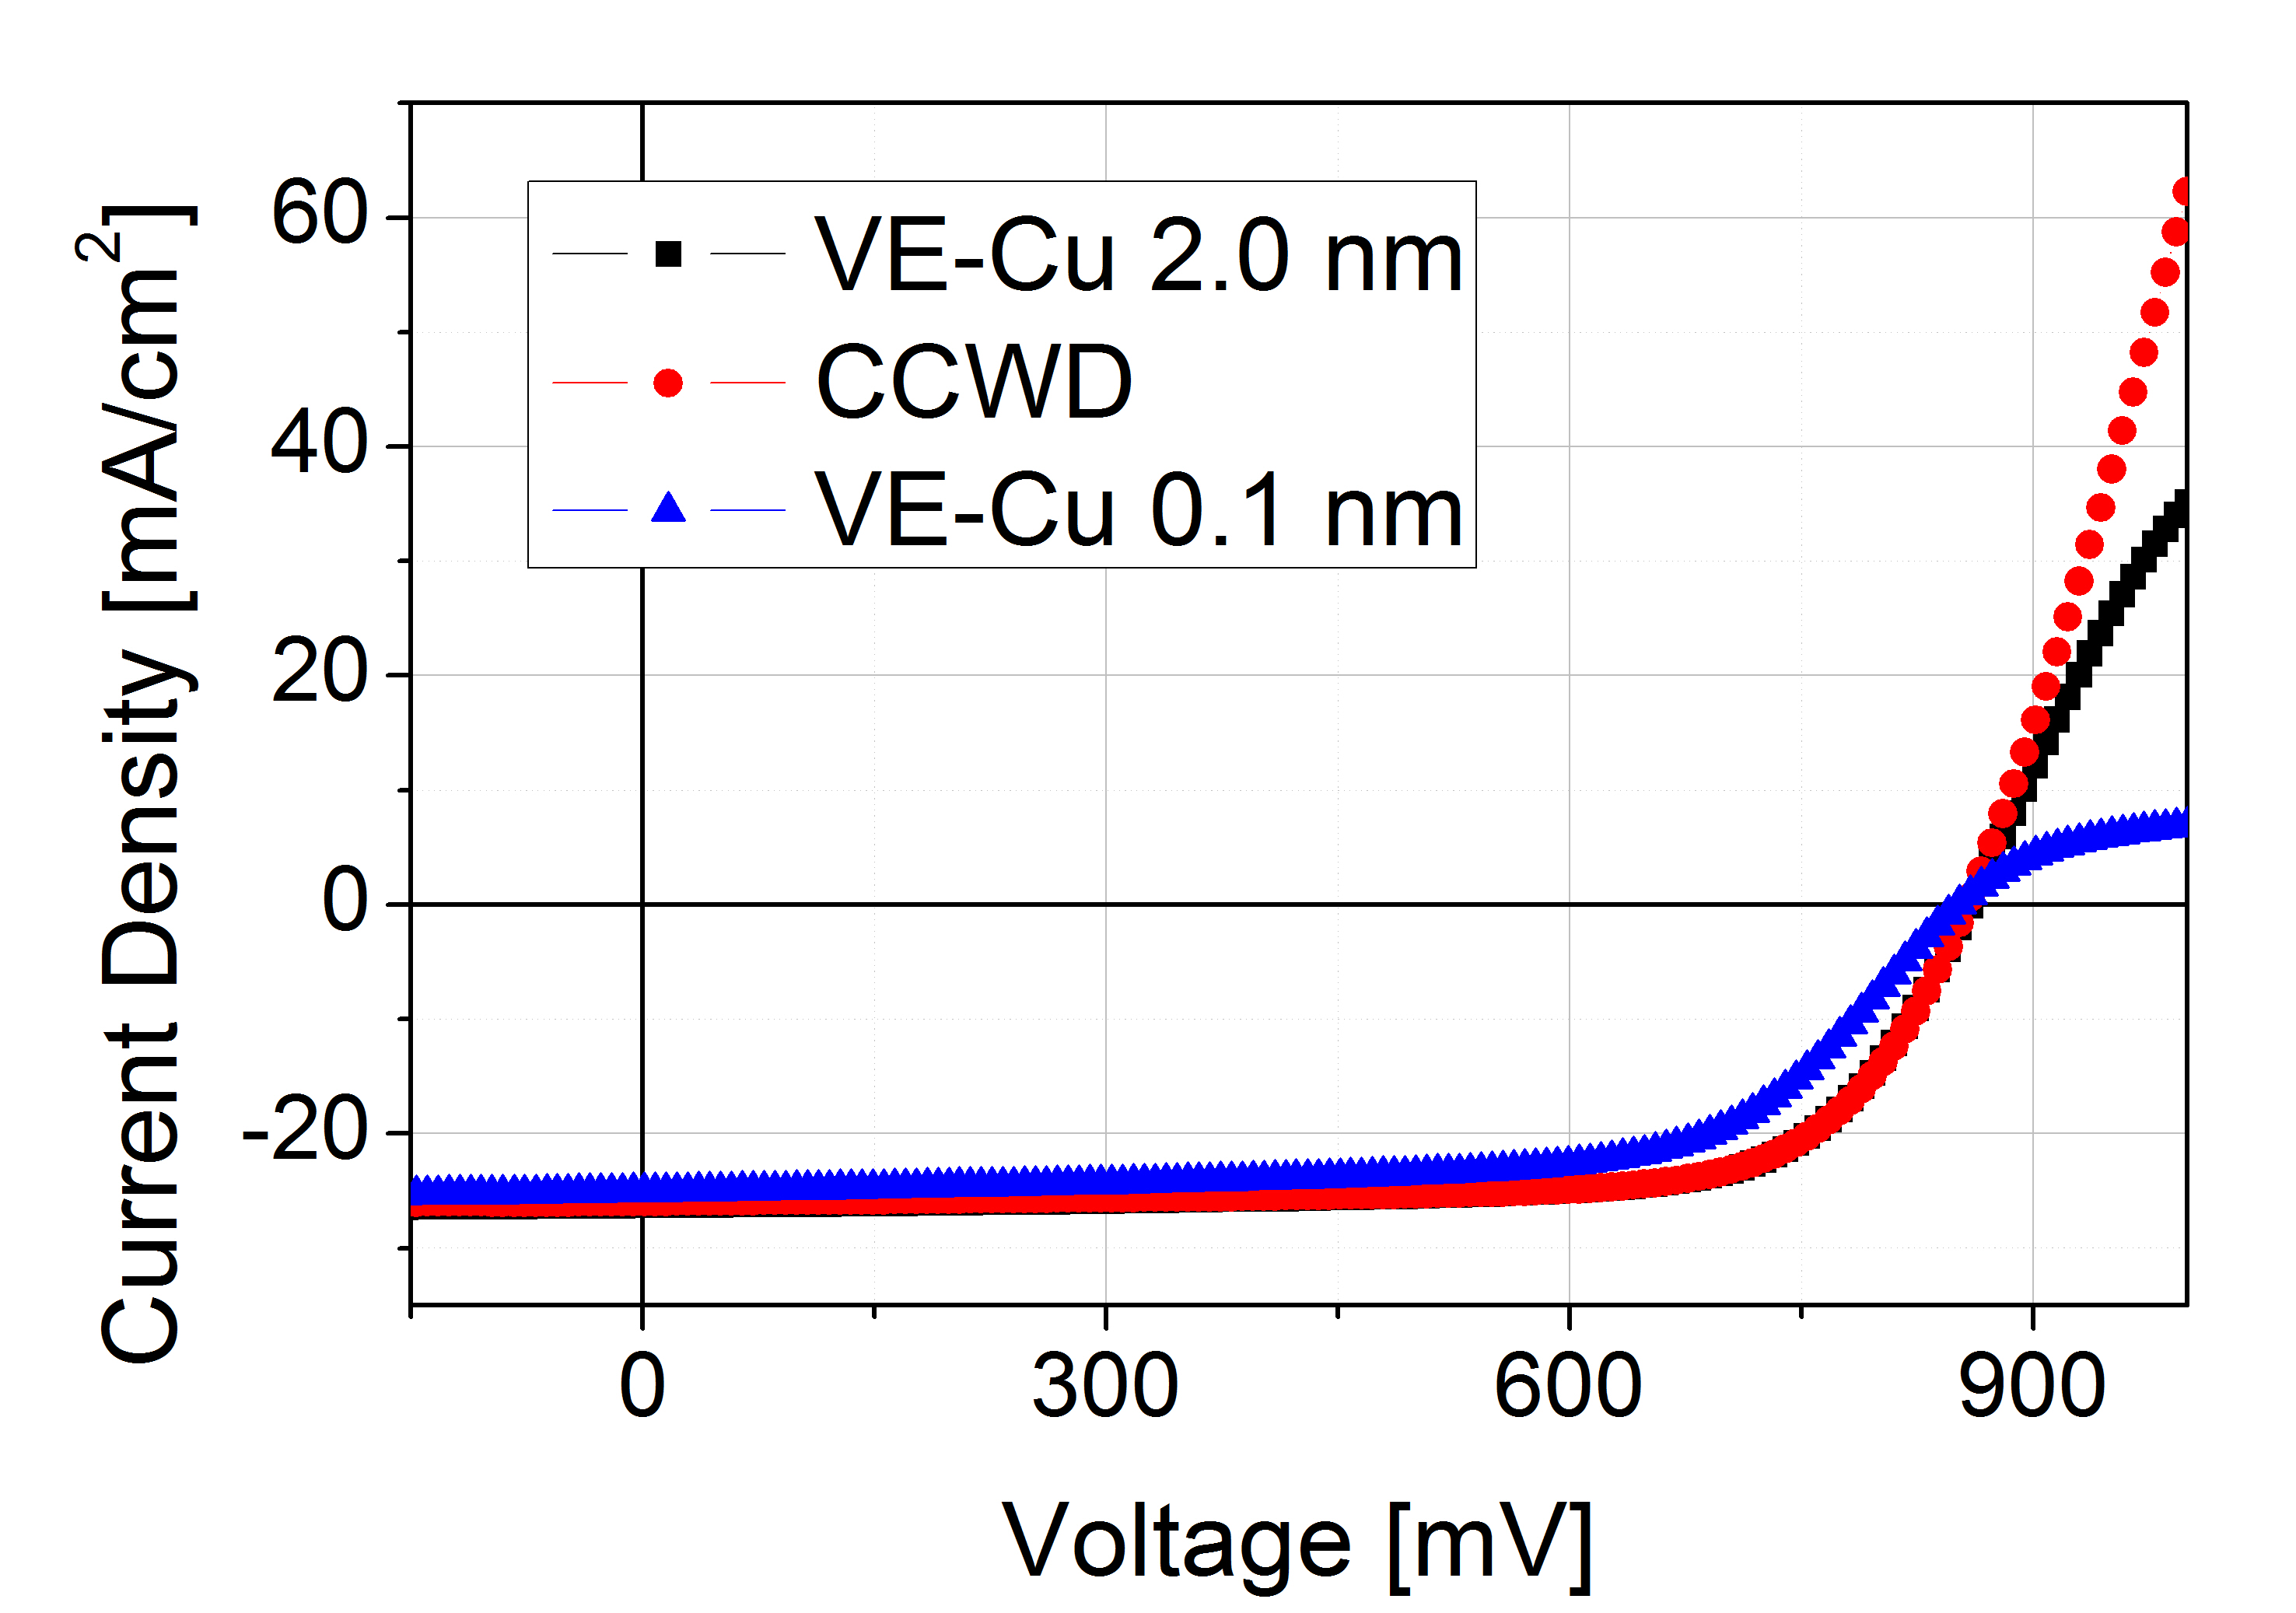 Current Density [mA/cm²]
60
40
20
0
-20
VE-Cu 2.0 nm
CCWD
VE-Cu 0.1 nm
0 300 600 900
Voltage [mV]